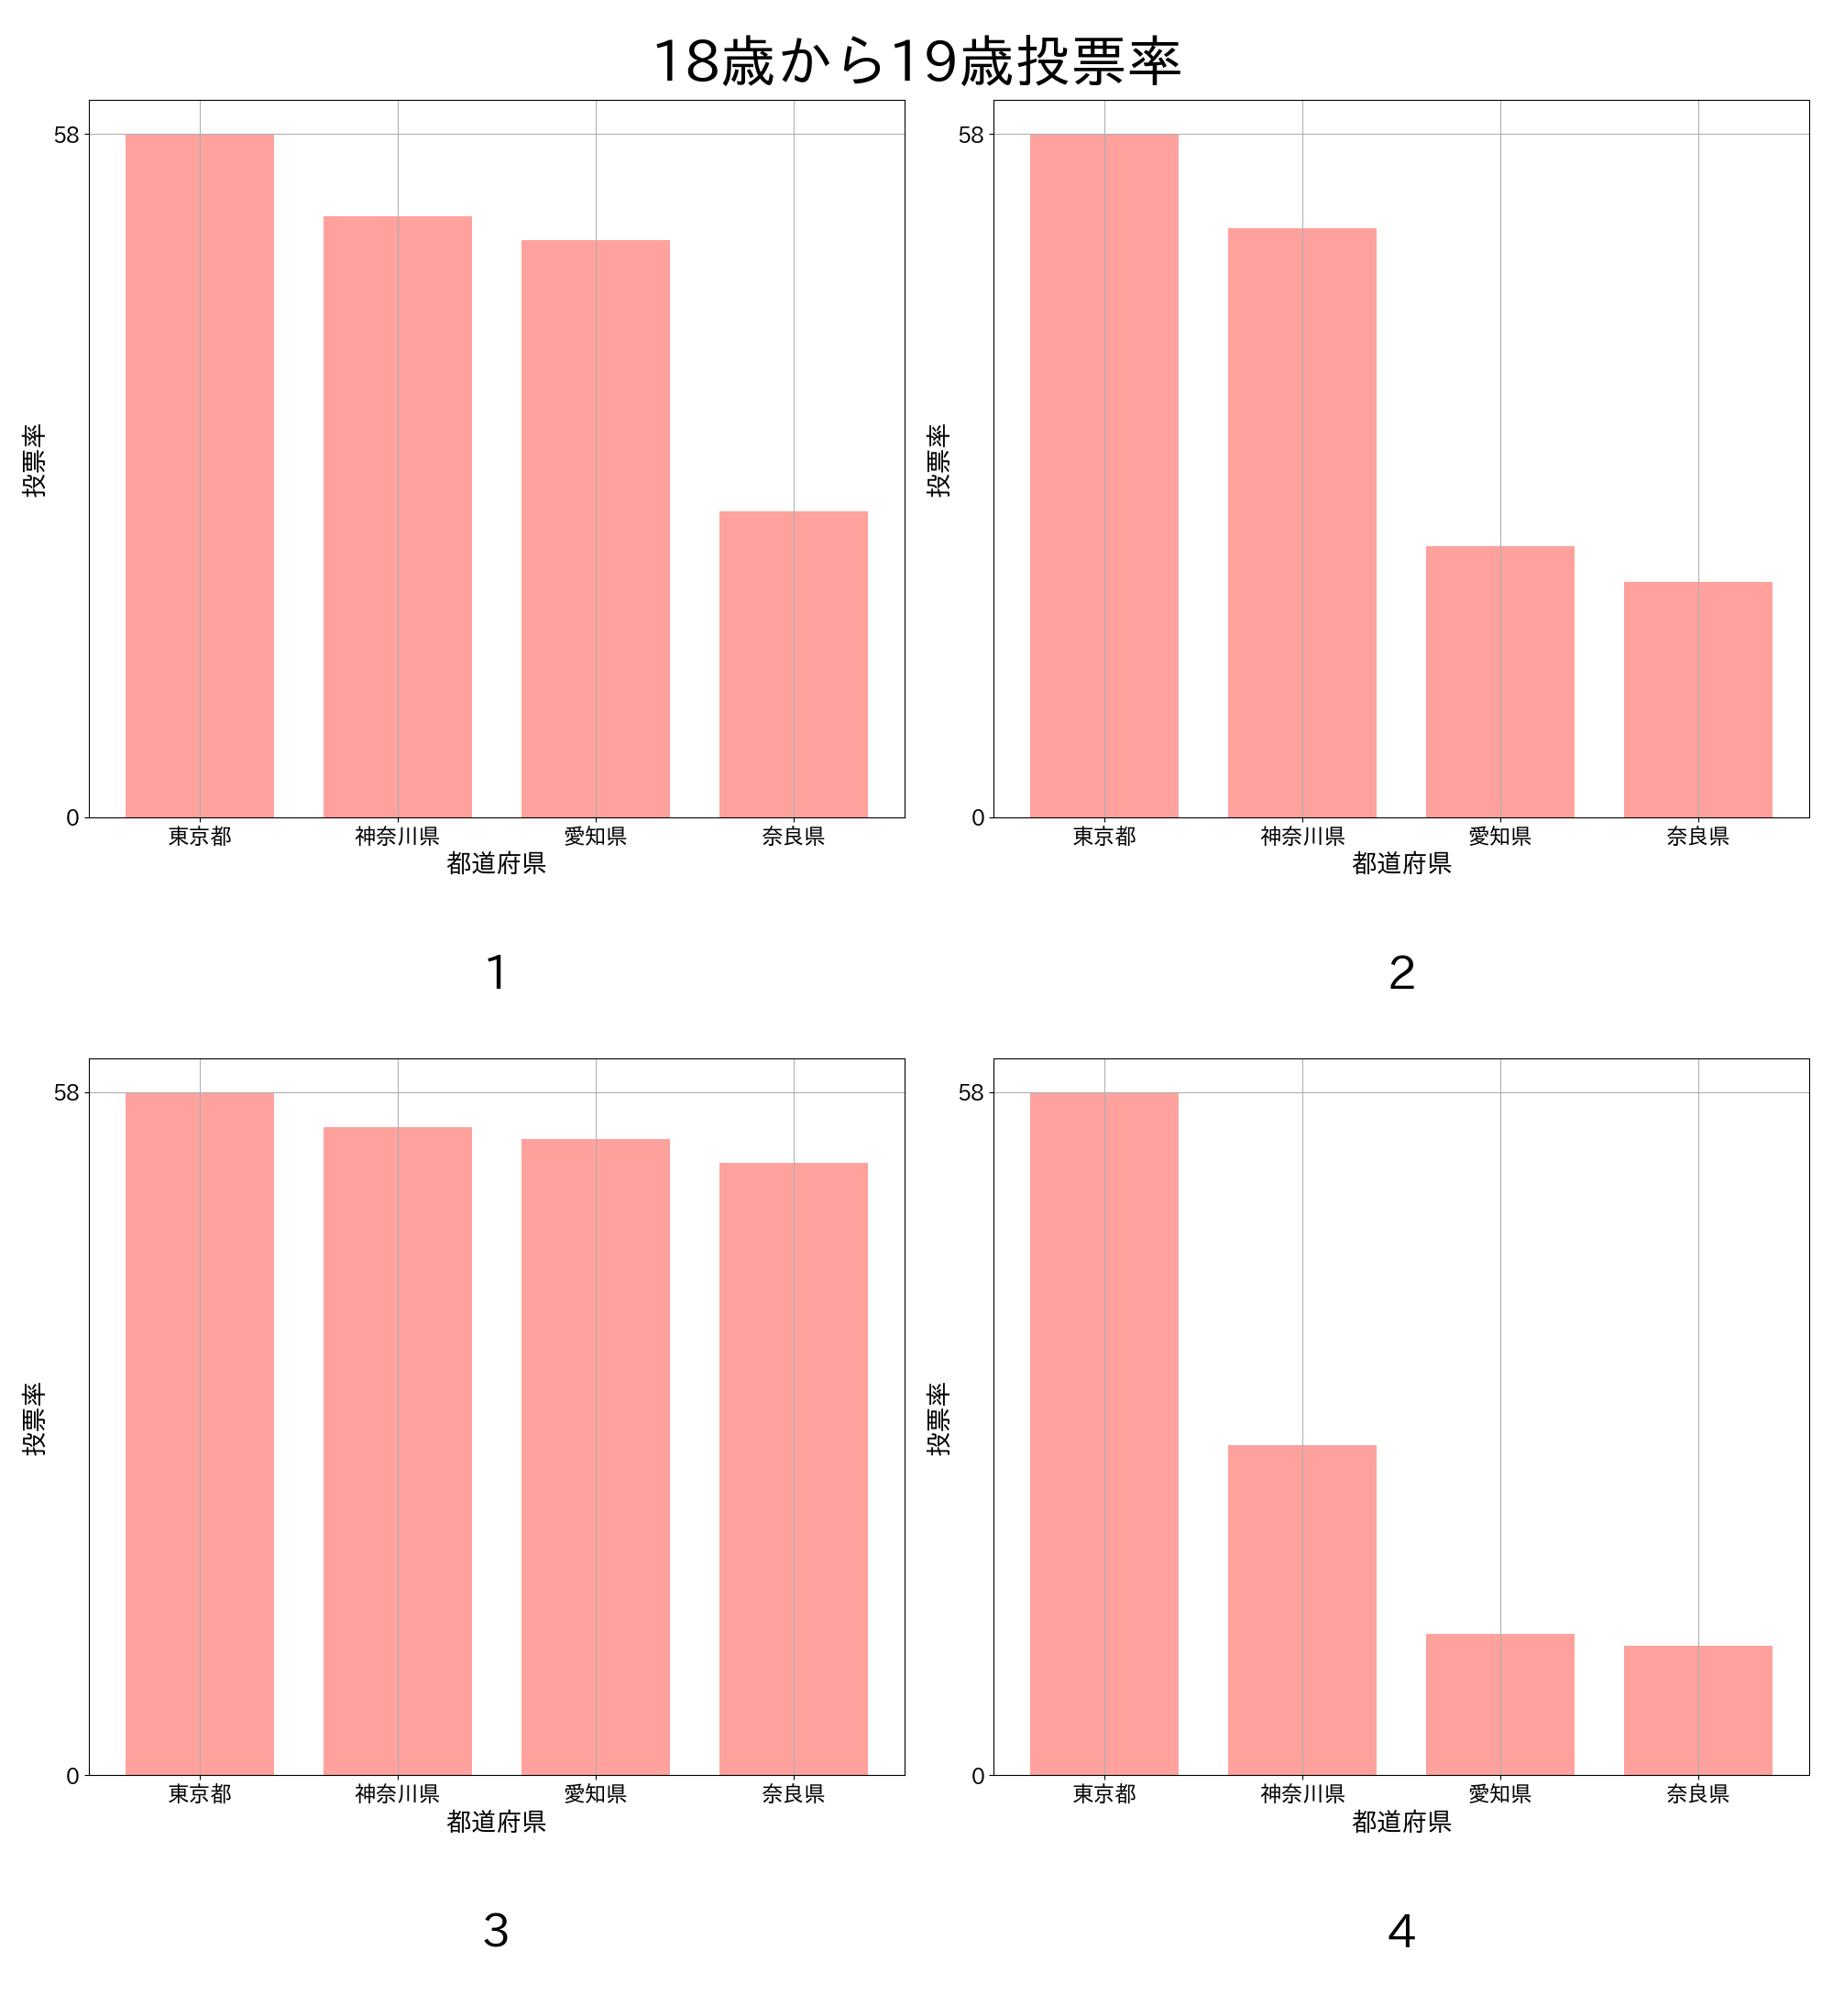 18歳から19歳投票率
58
0
投票率
東京都 神奈川県 愛知県 奈良県
都道府県
1
58
0
投票率
東京都 神奈川県 愛知県 奈良県
都道府県
2
58
0
投票率
東京都 神奈川県 愛知県 奈良県
都道府県
3
58
0
投票率
東京都 神奈川県 愛知県 奈良県
都道府県
4